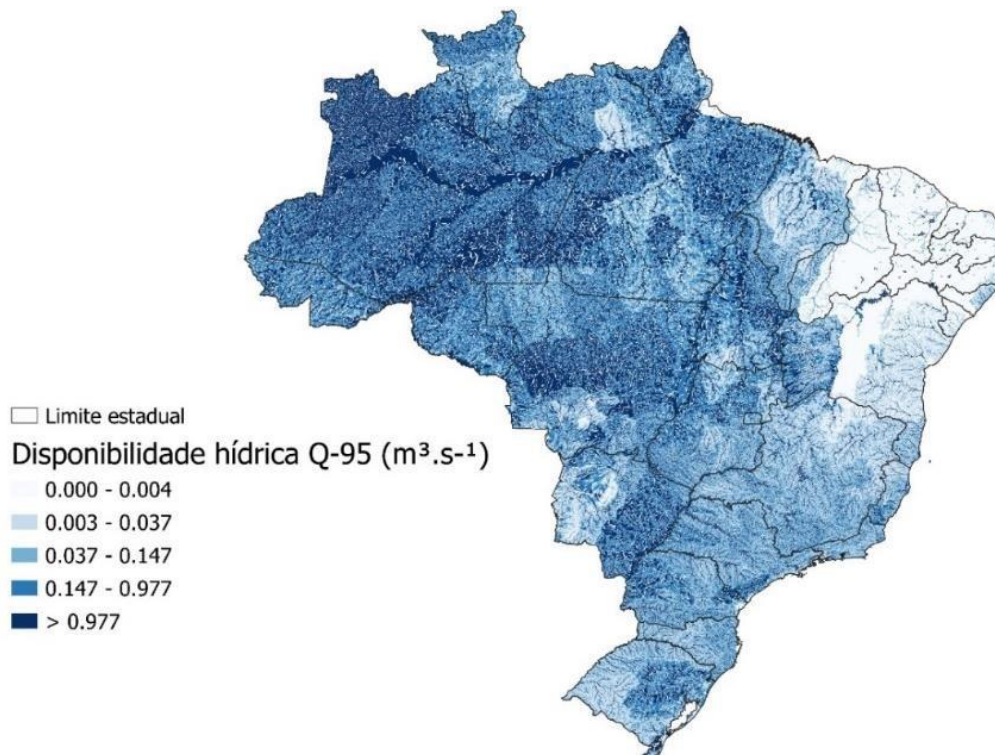 Limite estadual
Disponibilidade hídrica Q-95 (m³.s-¹)
0.000 - 0.004
0.003 - 0.037
0.037 - 0.147
0.147 - 0.977
> 0.977